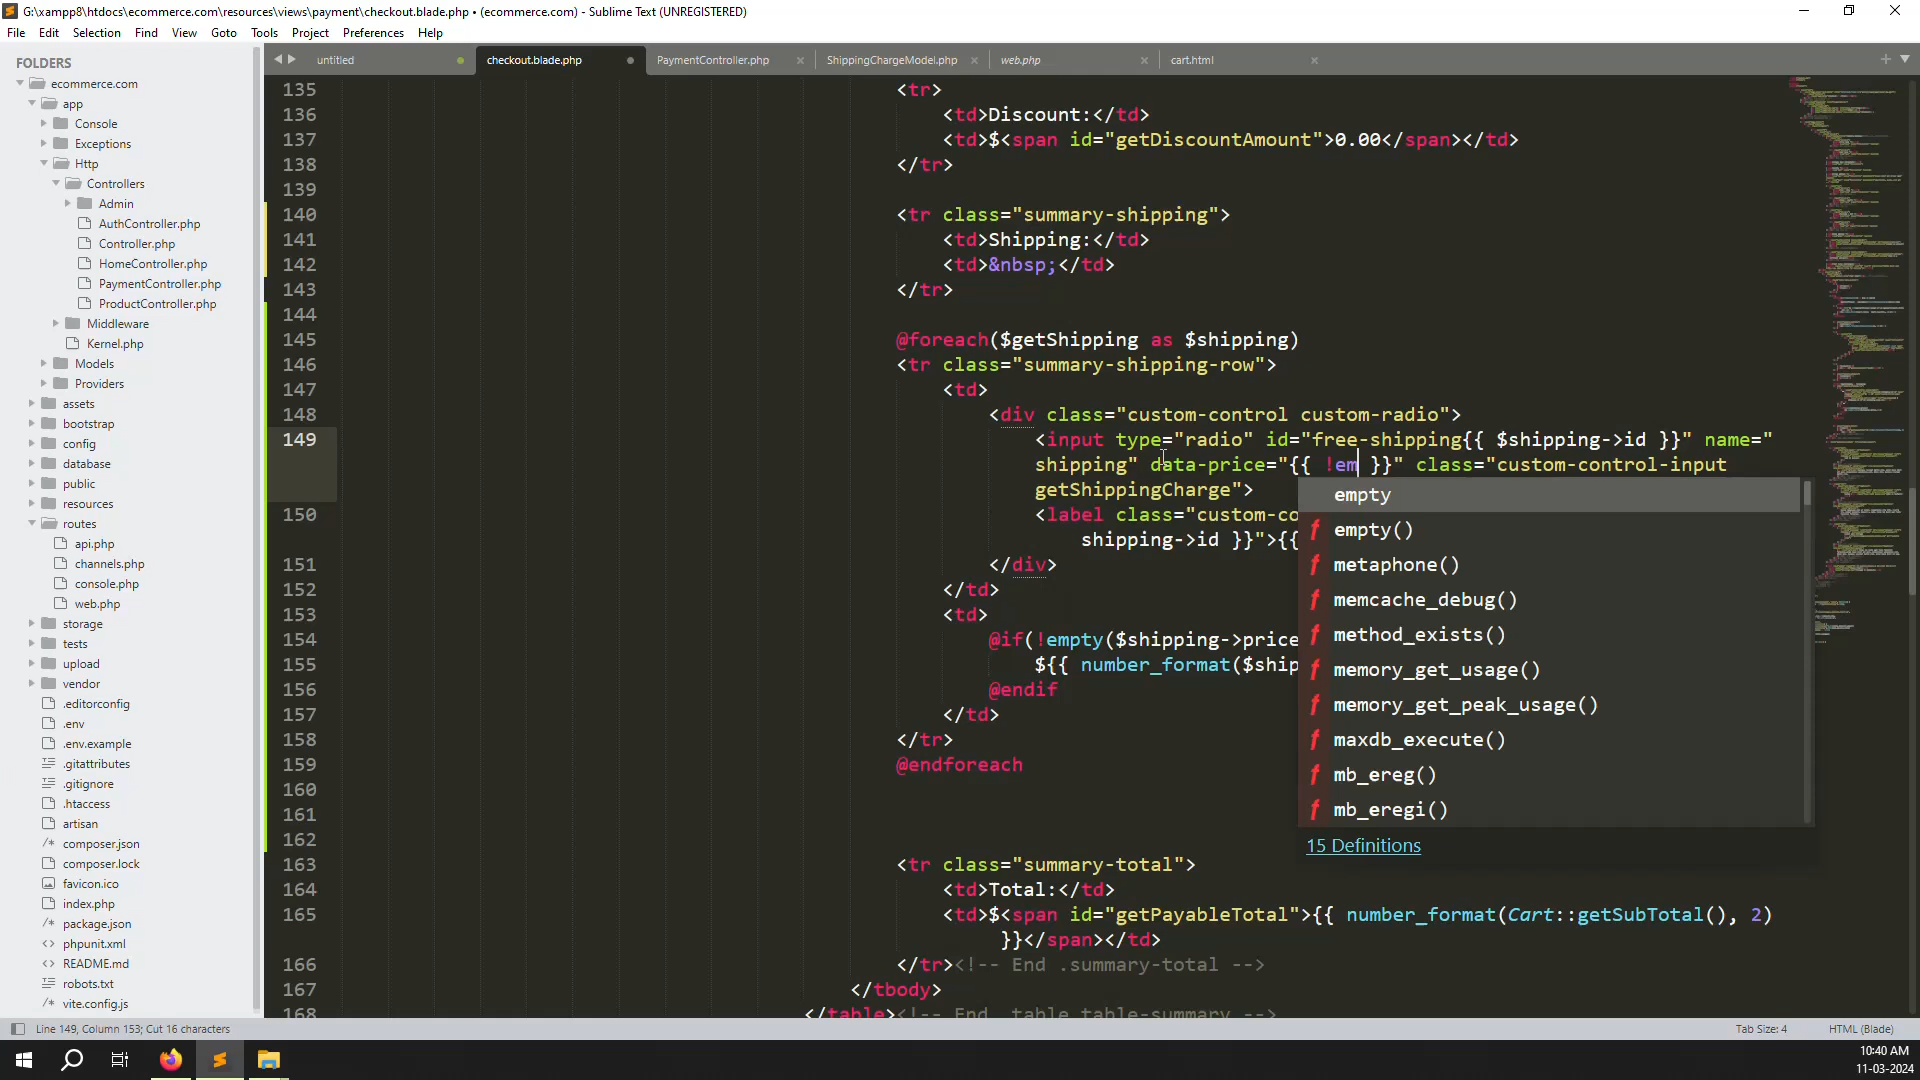 G:\xampp8\htdocs\ecommerce.com\resources\views\payment\checkout.blade.php • (ecommerce.com) - Sublime Text (UNREGISTERED)
File Edit Selection Find View Goto Tools Project Preferences Help
FOLDERS
ecommerce.com
app
Console
Exceptions
Http
Controllers
Admin
AuthController.php
Controller.php
HomeController.php
PaymentController.php
ProductController.php
Middleware
Kernel.php
Models
Providers
assets
bootstrap
config
database
public
resources
routes
api.php
channels.php
console.php
web.php
storage
tests
upload
vendor
.editorconfig
.env
.env.example
.gitattributes
.gitignore
.htaccess
artisan
composer.json
composer.lock
favicon.ico
index.php
package.json
phpunit.xml
README.md
robots.txt
vite.config.js
untitled checkout.blade.php PaymentController.php ShippingChargeModel.php web.php cart.html
135 <tr>
136 <td>Discount:</td>
137 <td>$<span id="getDiscountAmount">0.00</span></td>
138 </tr>
139
140 <tr class="summary-shipping">
141 <td>Shipping:</td>
142 <td>&nbsp;</td>
143 </tr>
144
145 @foreach($getShipping as $shipping)
146 <tr class="summary-shipping-row">
147 <td>
148 <div class="custom-control custom-radio">
149 <input type="radio" id="free-shipping{{ $shipping->id }}" name="
shipping" data-price="{{ !em }}" class="custom-control-input
getShippingCharge">
150 <label class="custom-co
shipping->id }}">{{
151 </div>
152 </td>
153 <td>
154 @if(!empty($shipping->price
155 ${{ number_format($ship
156 @endif
157 </td>
158 </tr>
159 @endforeach
160
161
162
163 <tr class="summary-total">
164 <td>Total:</td>
165 <td>$<span id="getPayableTotal">{{ number_format(Cart::getSubTotal(), 2)
}}</span></td>
166 </tr><!-- End .summary-total -->
167 </tbody>
168 </table><!-- End .table table-summary -->
empty
f empty()
f metaphone()
f memcache_debug()
f method_exists()
f memory_get_usage()
f memory_get_peak_usage()
f maxdb_execute()
f mb_ereg()
f mb_eregi()
15 Definitions
Line 149, Column 153; Cut 16 characters
Tab Size: 4 HTML (Blade)
10:40 AM
11-03-2024